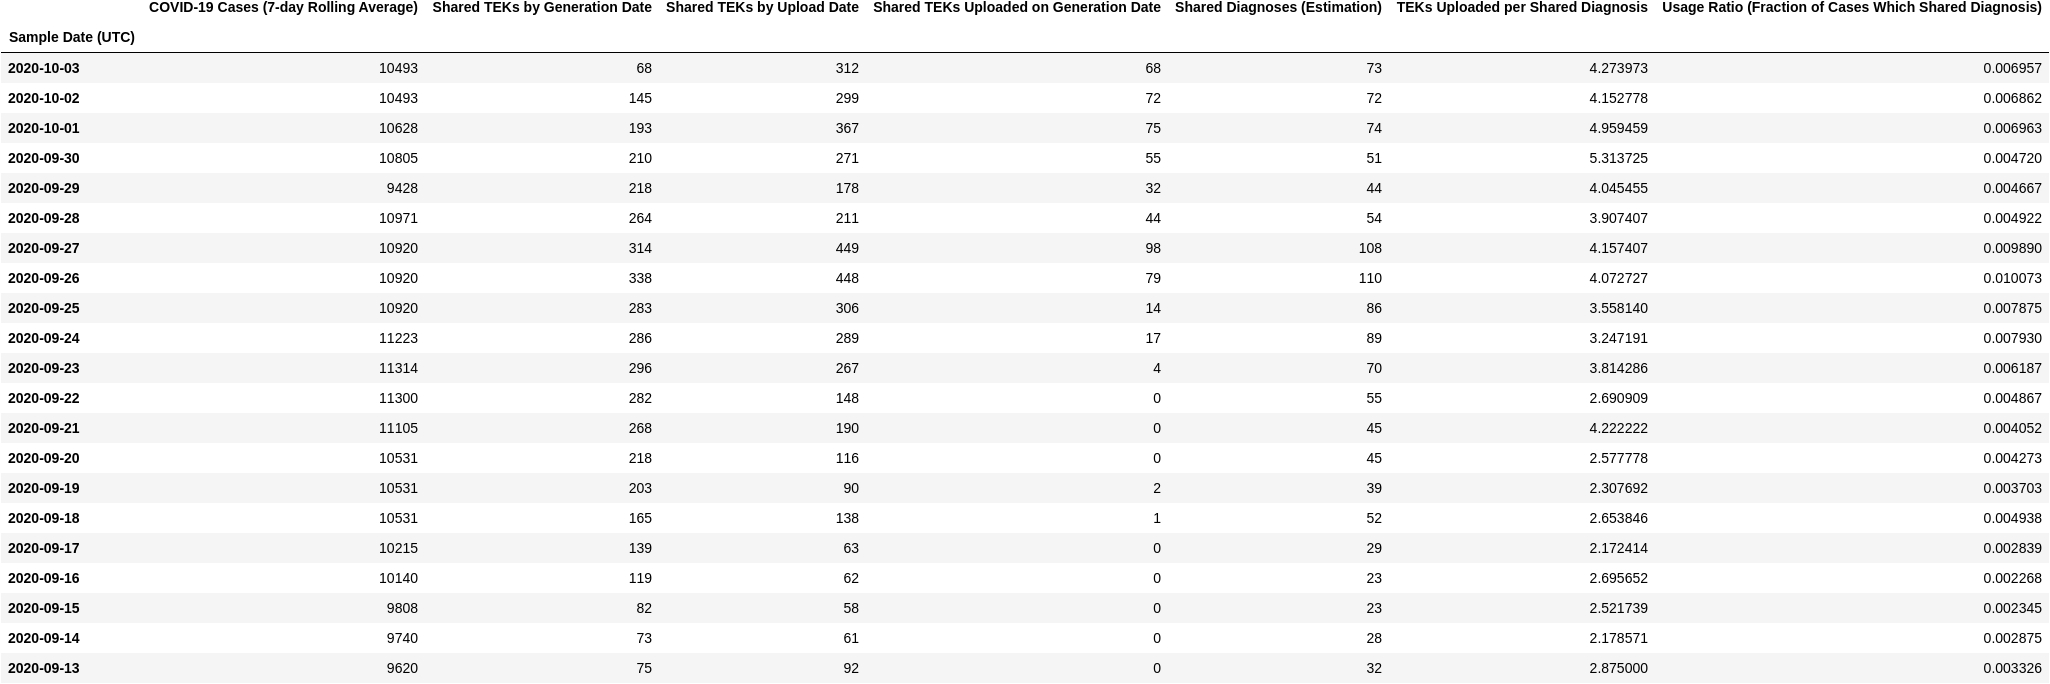 COVID-19 Cases (7-day Rolling Average) Shared TEKs by Generation Date Shared TEKs by Upload Date Shared TEKs Uploaded on Generation Date Shared Diagnoses (Estimation) TEKs Uploaded per Shared Diagnosis Usage Ratio (Fraction of Cases Which Shared Diagnosis)
Sample Date (UTC)
2020-10-03 10493 68 312 68 73 4.273973 0.006957
2020-10-02 10493 145 299 72 72 4.152778 0.006862
2020-10-01 10628 193 367 75 74 4.959459 0.006963
2020-09-30 10805 210 271 55 51 5.313725 0.004720
2020-09-29 9428 218 178 32 44 4.045455 0.004667
2020-09-28 10971 264 211 44 54 3.907407 0.004922
2020-09-27 10920 314 449 98 108 4.157407 0.009890
2020-09-26 10920 338 448 79 110 4.072727 0.010073
2020-09-25 10920 283 306 14 86 3.558140 0.007875
2020-09-24 11223 286 289 17 89 3.247191 0.007930
2020-09-23 11314 296 267 4 70 3.814286 0.006187
2020-09-22 11300 282 148 0 55 2.690909 0.004867
2020-09-21 11105 268 190 0 45 4.222222 0.004052
2020-09-20 10531 218 116 0 45 2.577778 0.004273
2020-09-19 10531 203 90 2 39 2.307692 0.003703
2020-09-18 10531 165 138 1 52 2.653846 0.004938
2020-09-17 10215 139 63 0 29 2.172414 0.002839
2020-09-16 10140 119 62 0 23 2.695652 0.002268
2020-09-15 9808 82 58 0 23 2.521739 0.002345
2020-09-14 9740 73 61 0 28 2.178571 0.002875
2020-09-13 9620 75 92 0 32 2.875000 0.003326